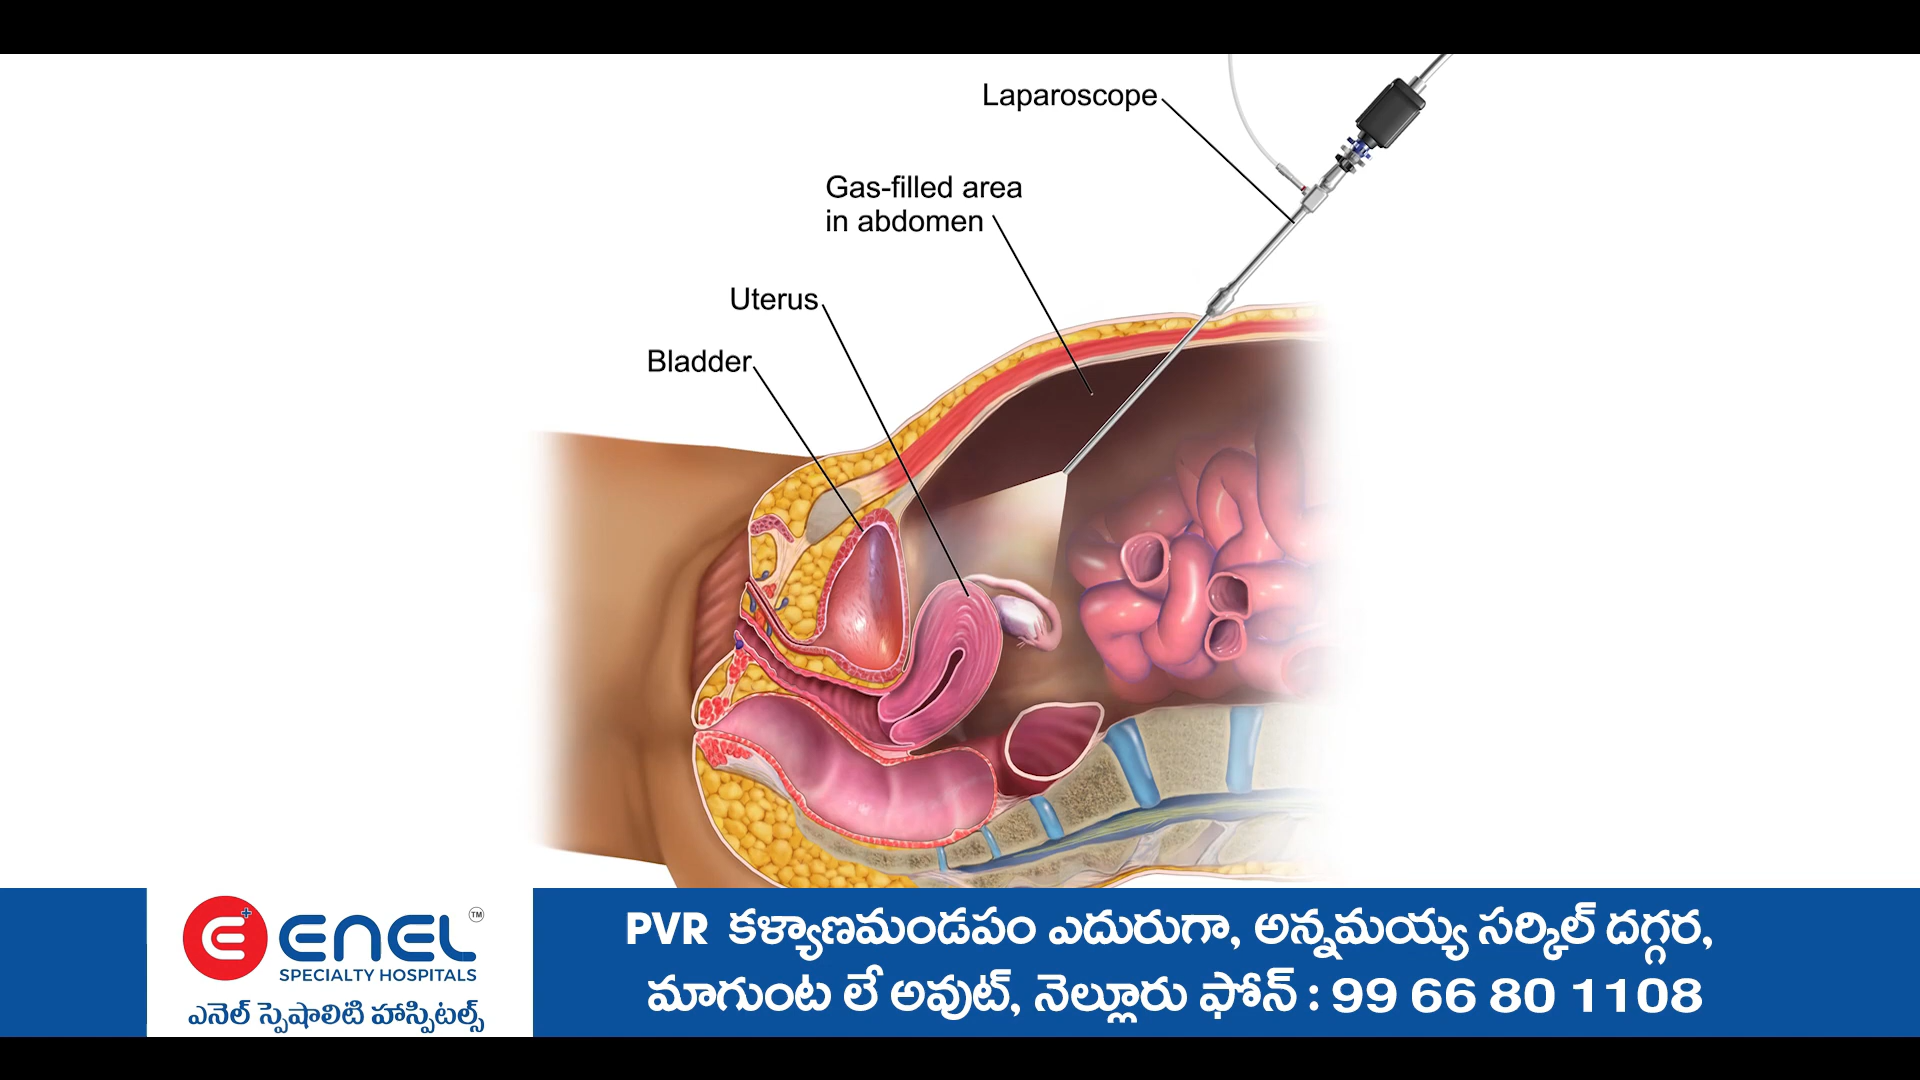 Laparoscope
Gas-filled area
in abdomen
Uterus
Bladder
ENEL TM
SPECIALTY HOSPITALS
ఎనెల్ స్పెషాలిటి హాస్పిటల్స్
PVR కళ్యాణమండపం ఎదురుగా, అన్నమయ్య సర్కిల్ దగ్గర,
మాగుంట లే అవుట్, నెల్లూరు ఫోన్ : 99 66 80 1108